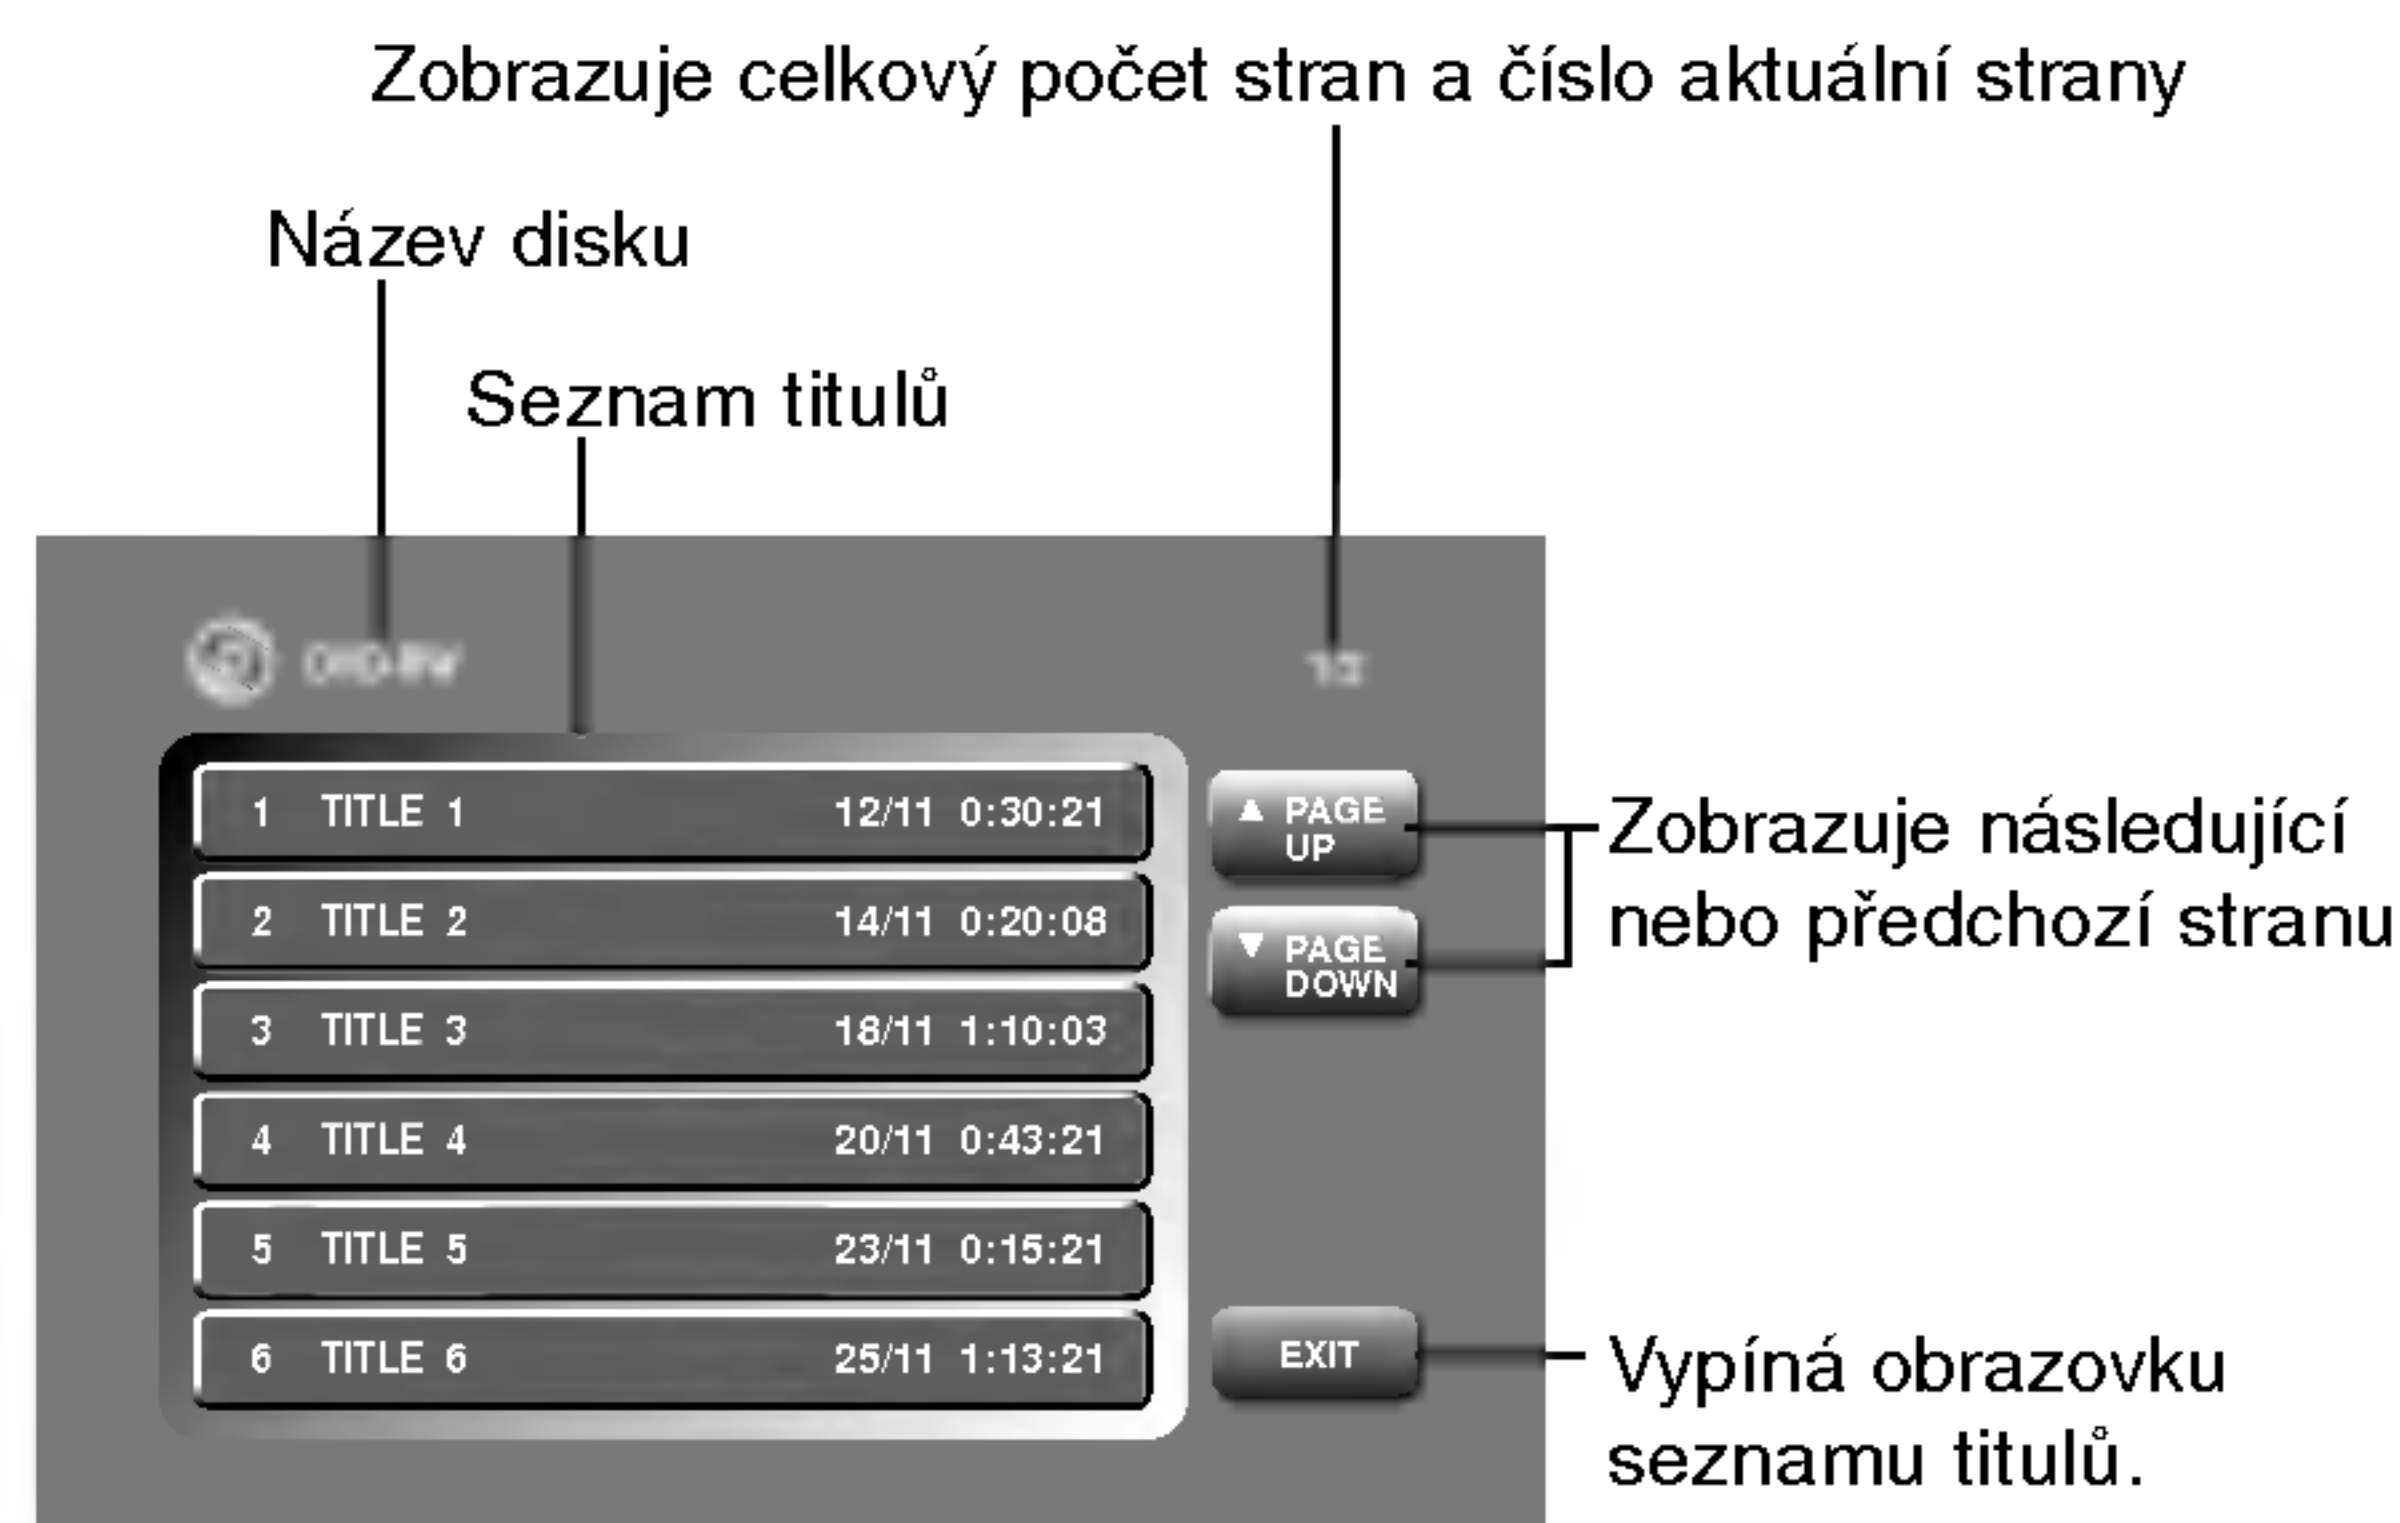 Zobrazuje celkový počet stran a číslo aktuální strany
Název disku
Seznam titulů
1 TITLE 1 12/11 0:30:21
2 TITLE 2 14/11 0:20:08
3 TITLE 3 18/11 1:10:03
4 TITLE 4 20/11 0:43:21
5 TITLE 5 23/11 0:15:21
6 TITLE 6 25/11 1:13:21
▲ PAGE
UP
▼ PAGE
DOWN
EXIT
Zobrazuje následující
nebo předchozí stranu
Vypíná obrazovku
seznamu titulů.